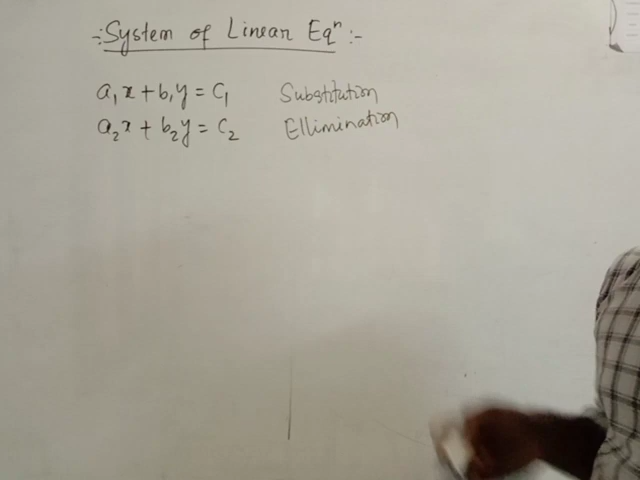 -:System of Linear Eqⁿ:-
a₁x + b₁y = c₁ Substitution
a₂x + b₂y = c₂ Ellimination